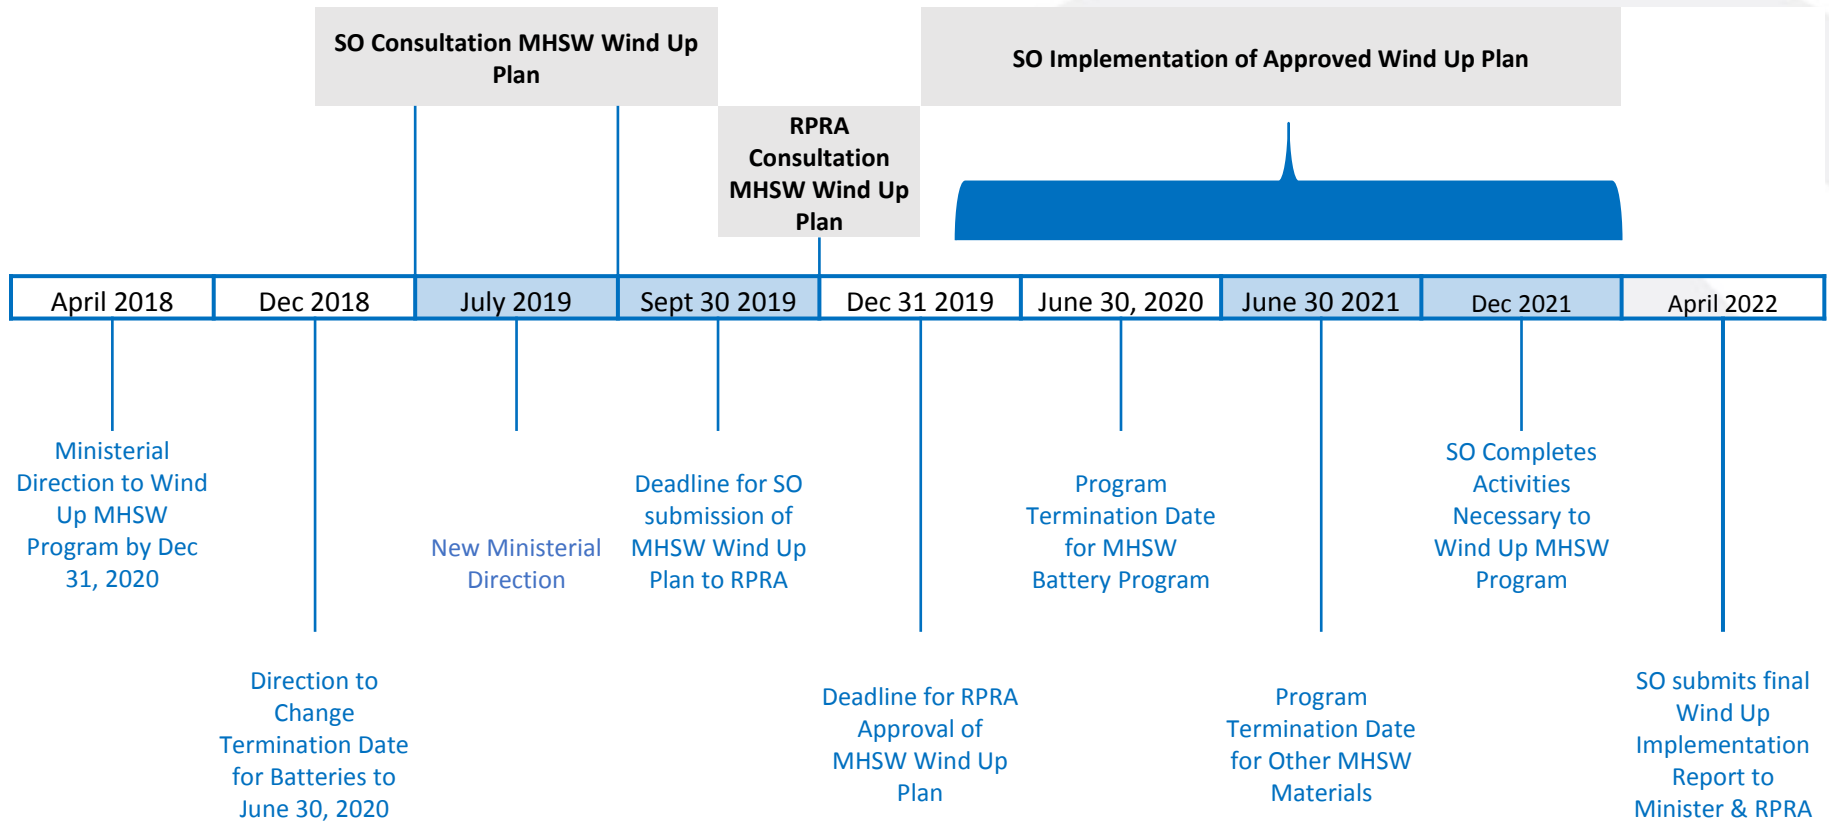 SO Consultation MHSW Wind Up
Plan
SO Implementation of Approved Wind Up Plan
RPRA
Consultation
MHSW Wind Up
Plan
April 2018
Dec 2018
July 2019
Sept 30 2019
Dec 31 2019
June 30, 2020
June 30 2021
Dec 2021
April 2022
Ministerial
Direction to Wind
Up MHSW
Program by Dec
31, 2020
Direction to
Change
Termination Date
for Batteries to
June 30, 2020
New Ministerial
Direction
Deadline for SO
submission of
MHSW Wind Up
Plan to RPRA
Deadline for RPRA
Approval of
MHSW Wind Up
Plan
Program
Termination Date
for MHSW
Battery Program
Program
Termination Date
for Other MHSW
Materials
SO Completes
Activities
Necessary to
Wind Up MHSW
Program
SO submits final
Wind Up
Implementation
Report to
Minister & RPRA